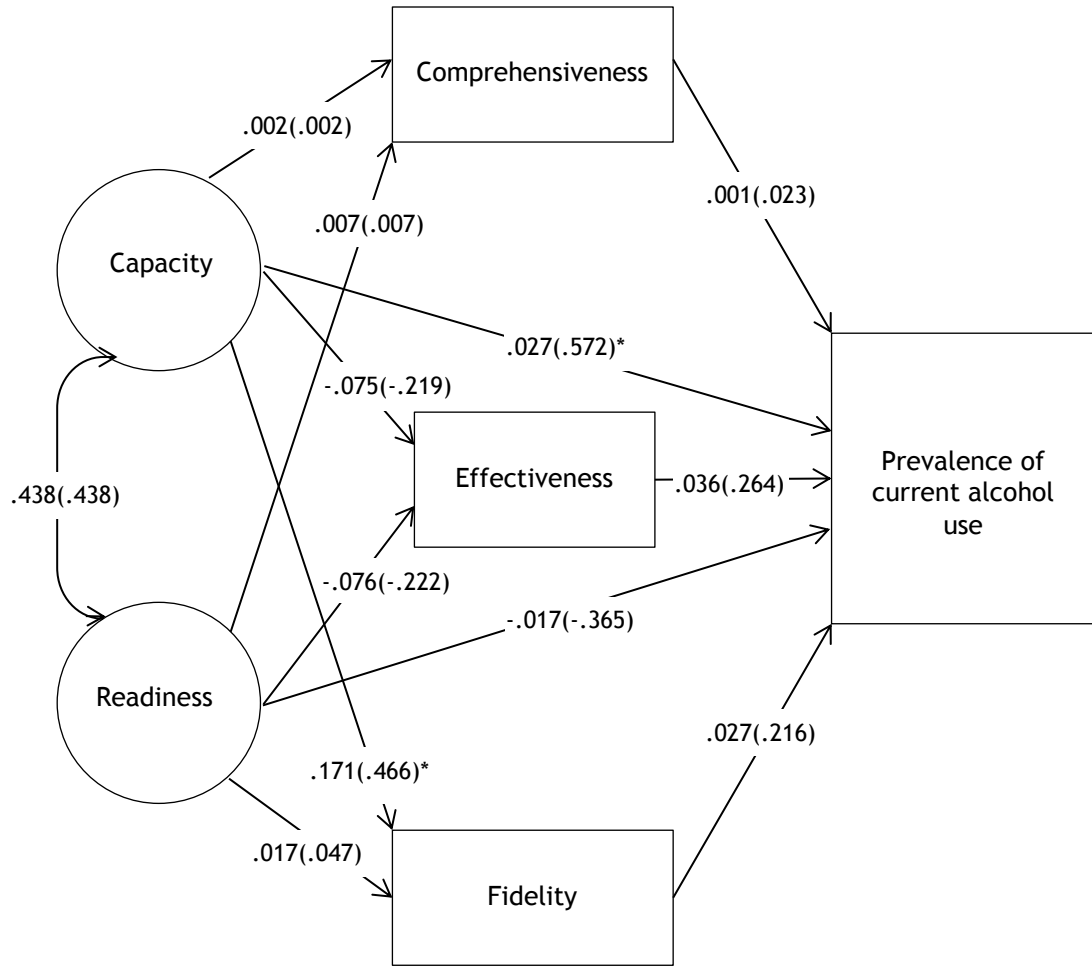 Comprehensiveness
.002(.002)
.001(.023)
.007(.007)
Capacity
.027(.572)*
-.075(-.219)
Effectiveness
.036(.264)
Prevalence of
current alcohol
use
.438(.438)
-.076(-.222)
-.017(-.365)
Readiness
.027(.216)
.171(.466)*
.017(.047)
Fidelity